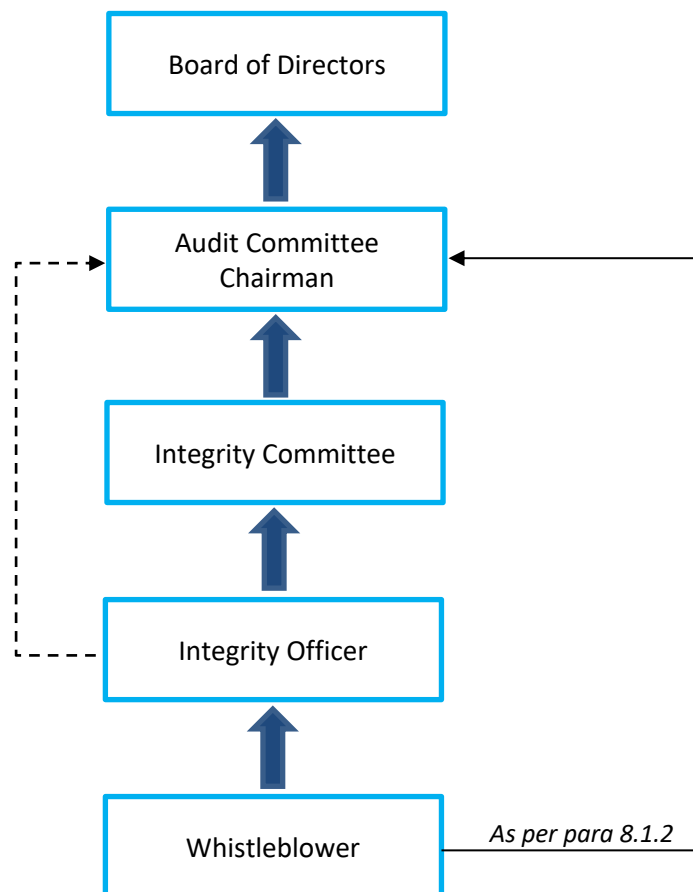 Board of Directors
Audit Committee
Chairman
Integrity Committee
Integrity Officer
Whistleblower
As per para 8.1.2